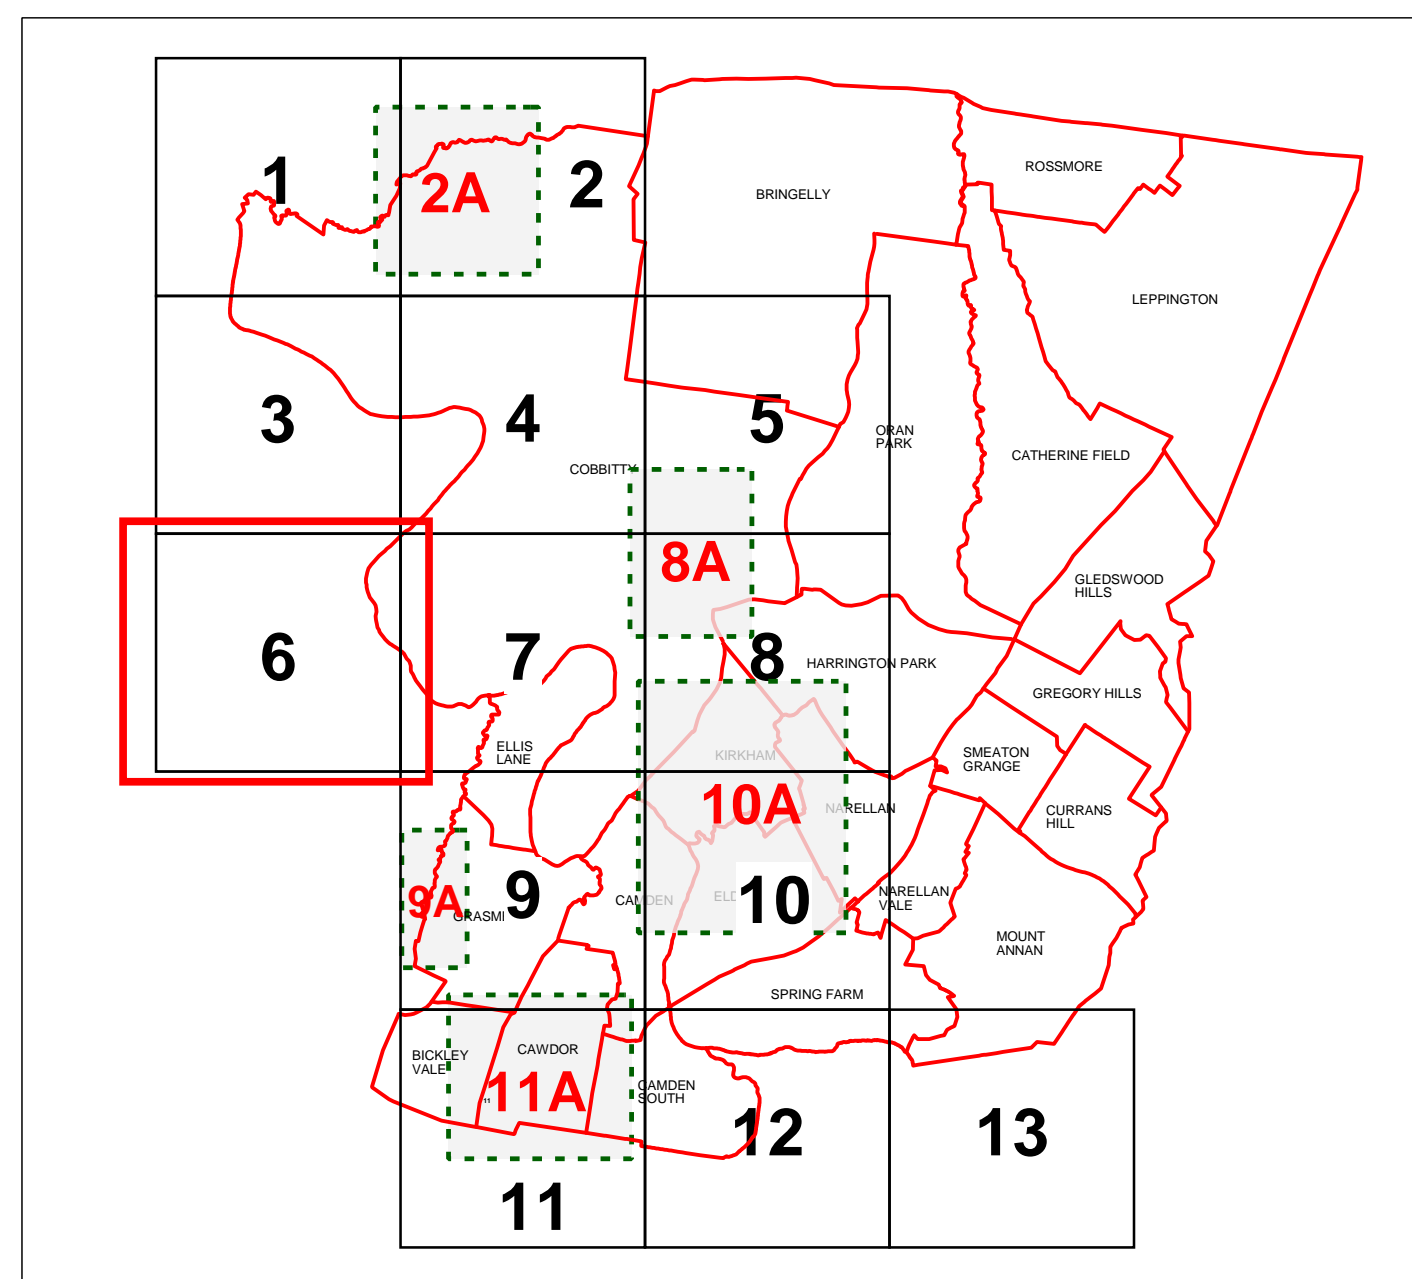 ROSSMORE
BRINGELLY
1
2A
2
LEPPINGTON
3
4
5
ORAN
PARK
CATHERINE FIELD
COBBITTY
8A
GLEDSWOOD
HILLS
6
7
8
HARRINGTON PARK
GREGORY HILLS
ELLIS
LANE
KIRKHAM
SMEATON
GRANGE
10A
NARELLAN
CURRANS
HILL
9A
9
GRASMI
CAMDEN
ELD
10
NARELLAN
VALE
MOUNT
ANNAN
SPRING FARM
BICKLEY
VALE
CAWDOR
11A
11
CAMDEN
SOUTH
12
13
11